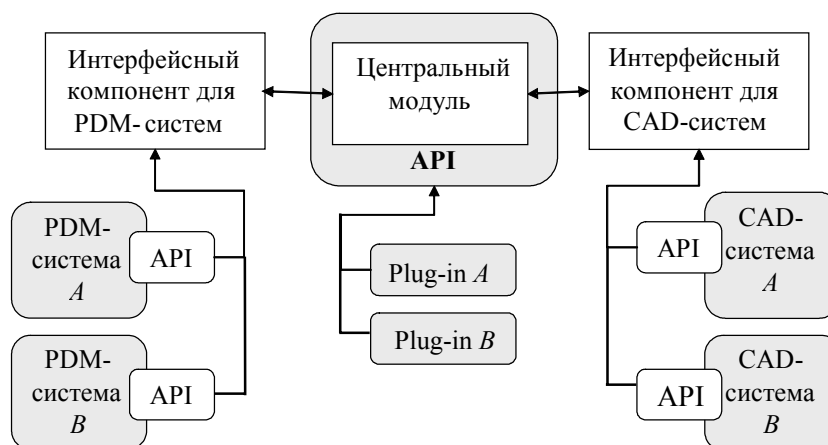 Интерфейсный
компонент для
PDM- систем
Центральный
модуль
API
Интерфейсный
компонент для
CAD-систем
PDM-
система
A
API
PDM-
система
B
API
Plug-in A
Plug-in B
API
CAD-
система
A
API
CAD-
система
B